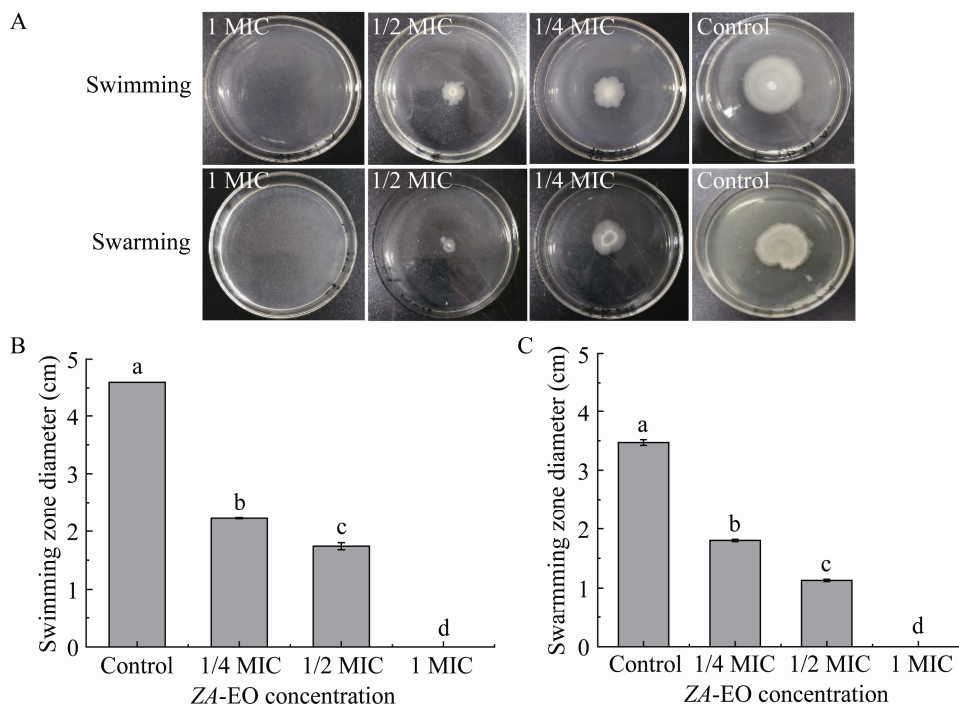 A
1 MIC 1/2 MIC 1/4 MIC Control
Swimming
1 MIC 1/2 MIC 1/4 MIC Control
Swarming
B
Swimming zone diameter (cm)
5
4
3
2
1
0
a
b
c
d
Control 1/4 MIC 1/2 MIC 1 MIC
ZA-EO concentration
C
Swarmming zone diameter (cm)
5
4
3
2
1
0
a
b
c
d
Control 1/4 MIC 1/2 MIC 1 MIC
ZA-EO concentration